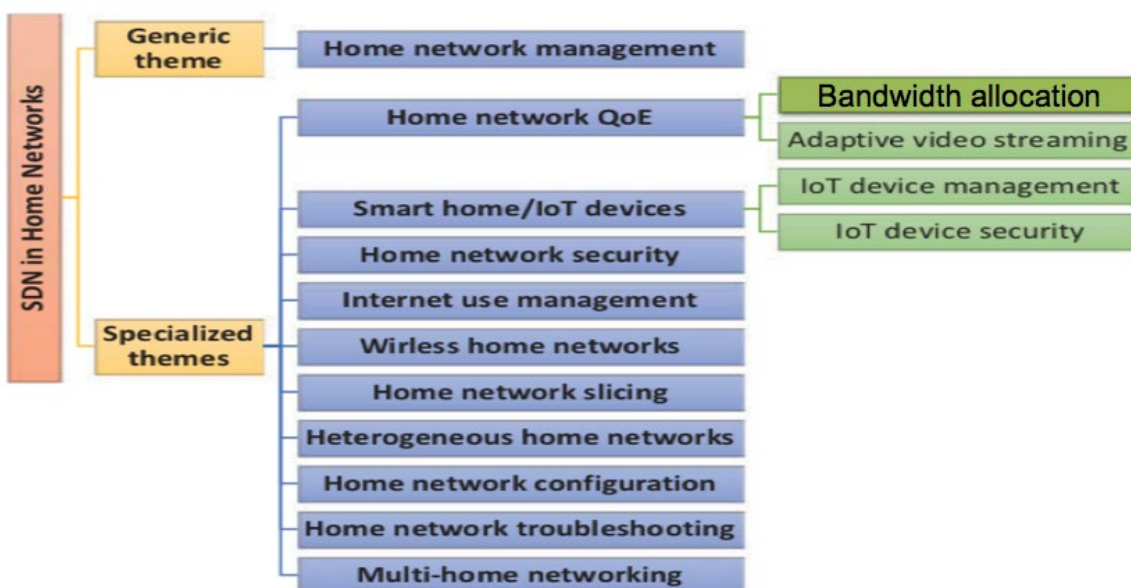 SDN in Home Networks
Generic
theme
Home network management
Specialized
themes
Home network QoE
Bandwidth allocation
Adaptive video streaming
Smart home/IoT devices
IoT device management
IoT device security
Home network security
Internet use management
Wirless home networks
Home network slicing
Heterogeneous home networks
Home network configuration
Home network troubleshooting
Multi-home networking